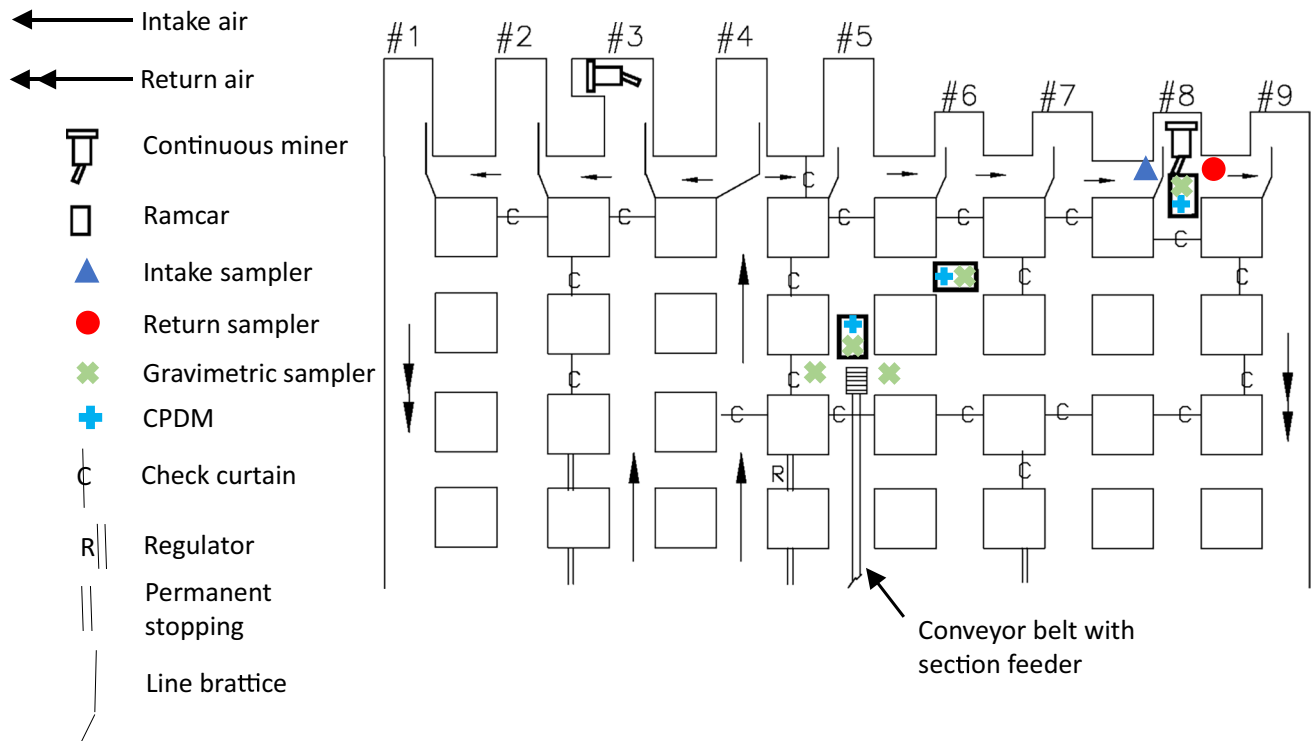 Intake air
Return air
Continuous miner
Ramcar
Intake sampler
Return sampler
Gravimetric sampler
CPDM
C
Check curtain
R
Regulator
Permanent
stopping
Line brattice
#1
#2
#3
#4
#5
#6
#7
#8
#9
C
C C C C C
C
C C C C
C C C
C C C C C
R C
Conveyor belt with
section feeder